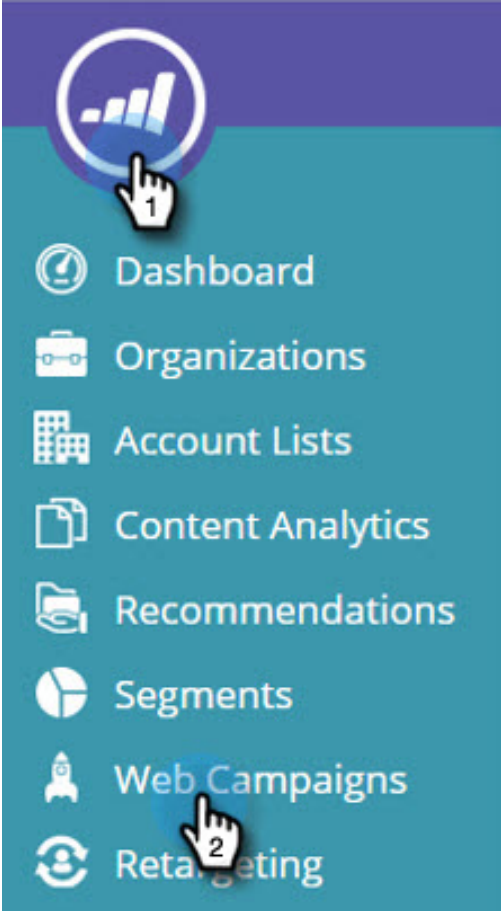 1
Dashboard
Organizations
Account Lists
Content Analytics
Recommendations
Segments
Web Campaigns
2
Retargeting